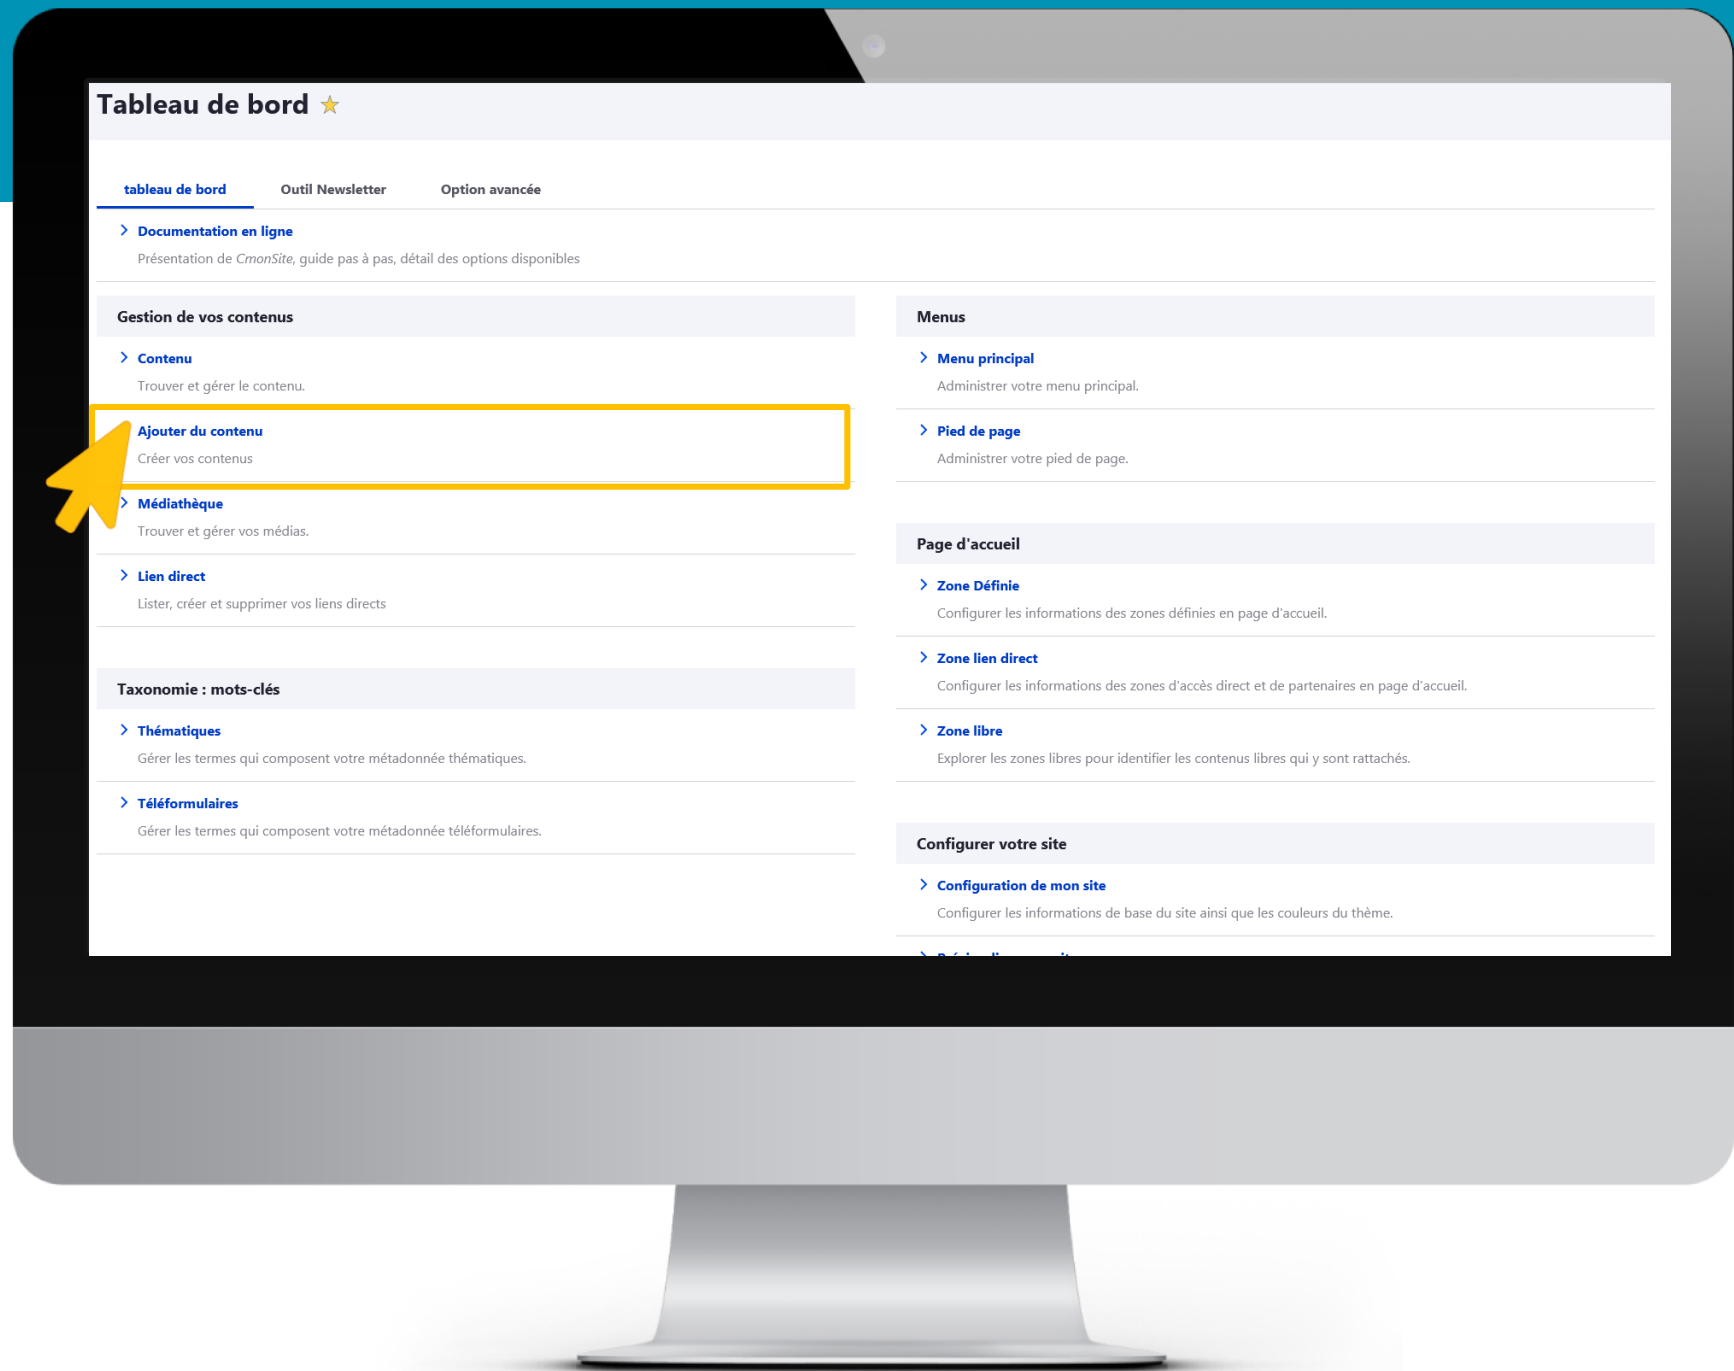 Tableau de bord
tableau de bord
Outil Newsletter
Option avancée
Documentation en ligne
Présentation de CmonSite, guide pas à pas, détail des options disponibles
Gestion de vos contenus
Contenu
Trouver et gérer le contenu.
Ajouter du contenu
Créer vos contenus
Médiathèque
Trouver et gérer vos médias.
Lien direct
Lister, créer et supprimer vos liens directs
Taxonomie : mots-clés
Thématiques
Gérer les termes qui composent votre métadonnée thématiques.
Téléformulaires
Gérer les termes qui composent votre métadonnée téléformulaires.
Menus
Menu principal
Administrer votre menu principal.
Pied de page
Administrer votre pied de page.
Page d'accueil
Zone Définie
Configurer les informations des zones définies en page d'accueil.
Zone lien direct
Configurer les informations des zones d'accès direct et de partenaires en page d'accueil.
Zone libre
Explorer les zones libres pour identifier les contenus libres qui y sont rattachés.
Configurer votre site
Configuration de mon site
Configurer les informations de base du site ainsi que les couleurs du thème.